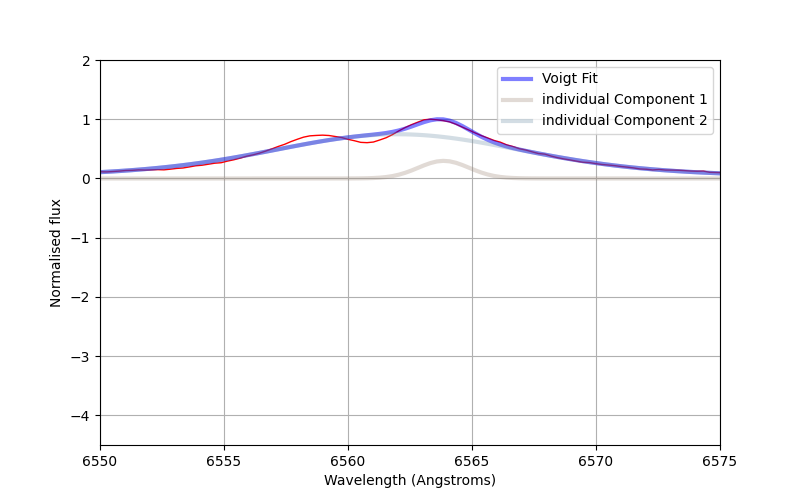 2
1
0
−1
−2
−3
−4
6550
6555
6560
6565
6570
6575
Normalised flux
Wavelength (Angstroms)
Voigt Fit
individual Component 1
individual Component 2